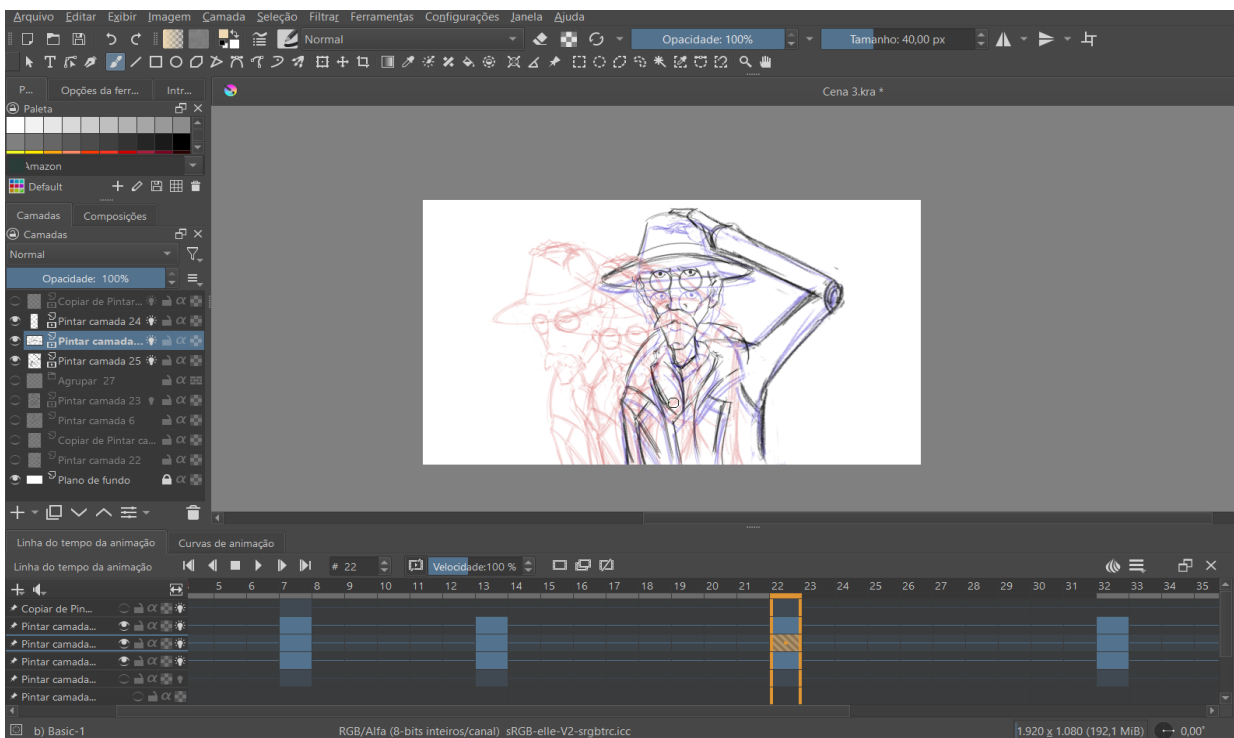 Arquivo Editar Exibir Imagem Camada Seleção Filtrar Ferramentas Configurações Janela Ajuda
Normal Opacidade: 100% Tamanho: 40,00 px
P... Opções da ferr... Intr... Cena 3.kra *
Paleta
Amazon
Default
Camadas Composições
Camadas
Normal
Opacidade: 100%
Copiar de Pintar...
Pintar camada 24
Pintar camada...
Pintar camada 25
Agrupar 27
Pintar camada 23
Pintar camada 6
Copiar de Pintar ca...
Pintar camada 22
Plano de fundo
Linha do tempo da animação Curvas de animação
Linha do tempo da animação # 22 Velocidade:100 %
5 6 7 8 9 10 11 12 13 14 15 16 17 18 19 20 21 22 23 24 25 26 27 28 29 30 31 32 33 34 35
Copiar de Pin...
Pintar camada...
Pintar camada...
Pintar camada...
Pintar camada...
Pintar camada...
b) Basic-1 RGB/Alfa (8-bits inteiros/canal) sRGB-elle-V2-srgbtrc.icc 1.920 x 1.080 (192,1 MiB) 0,00°